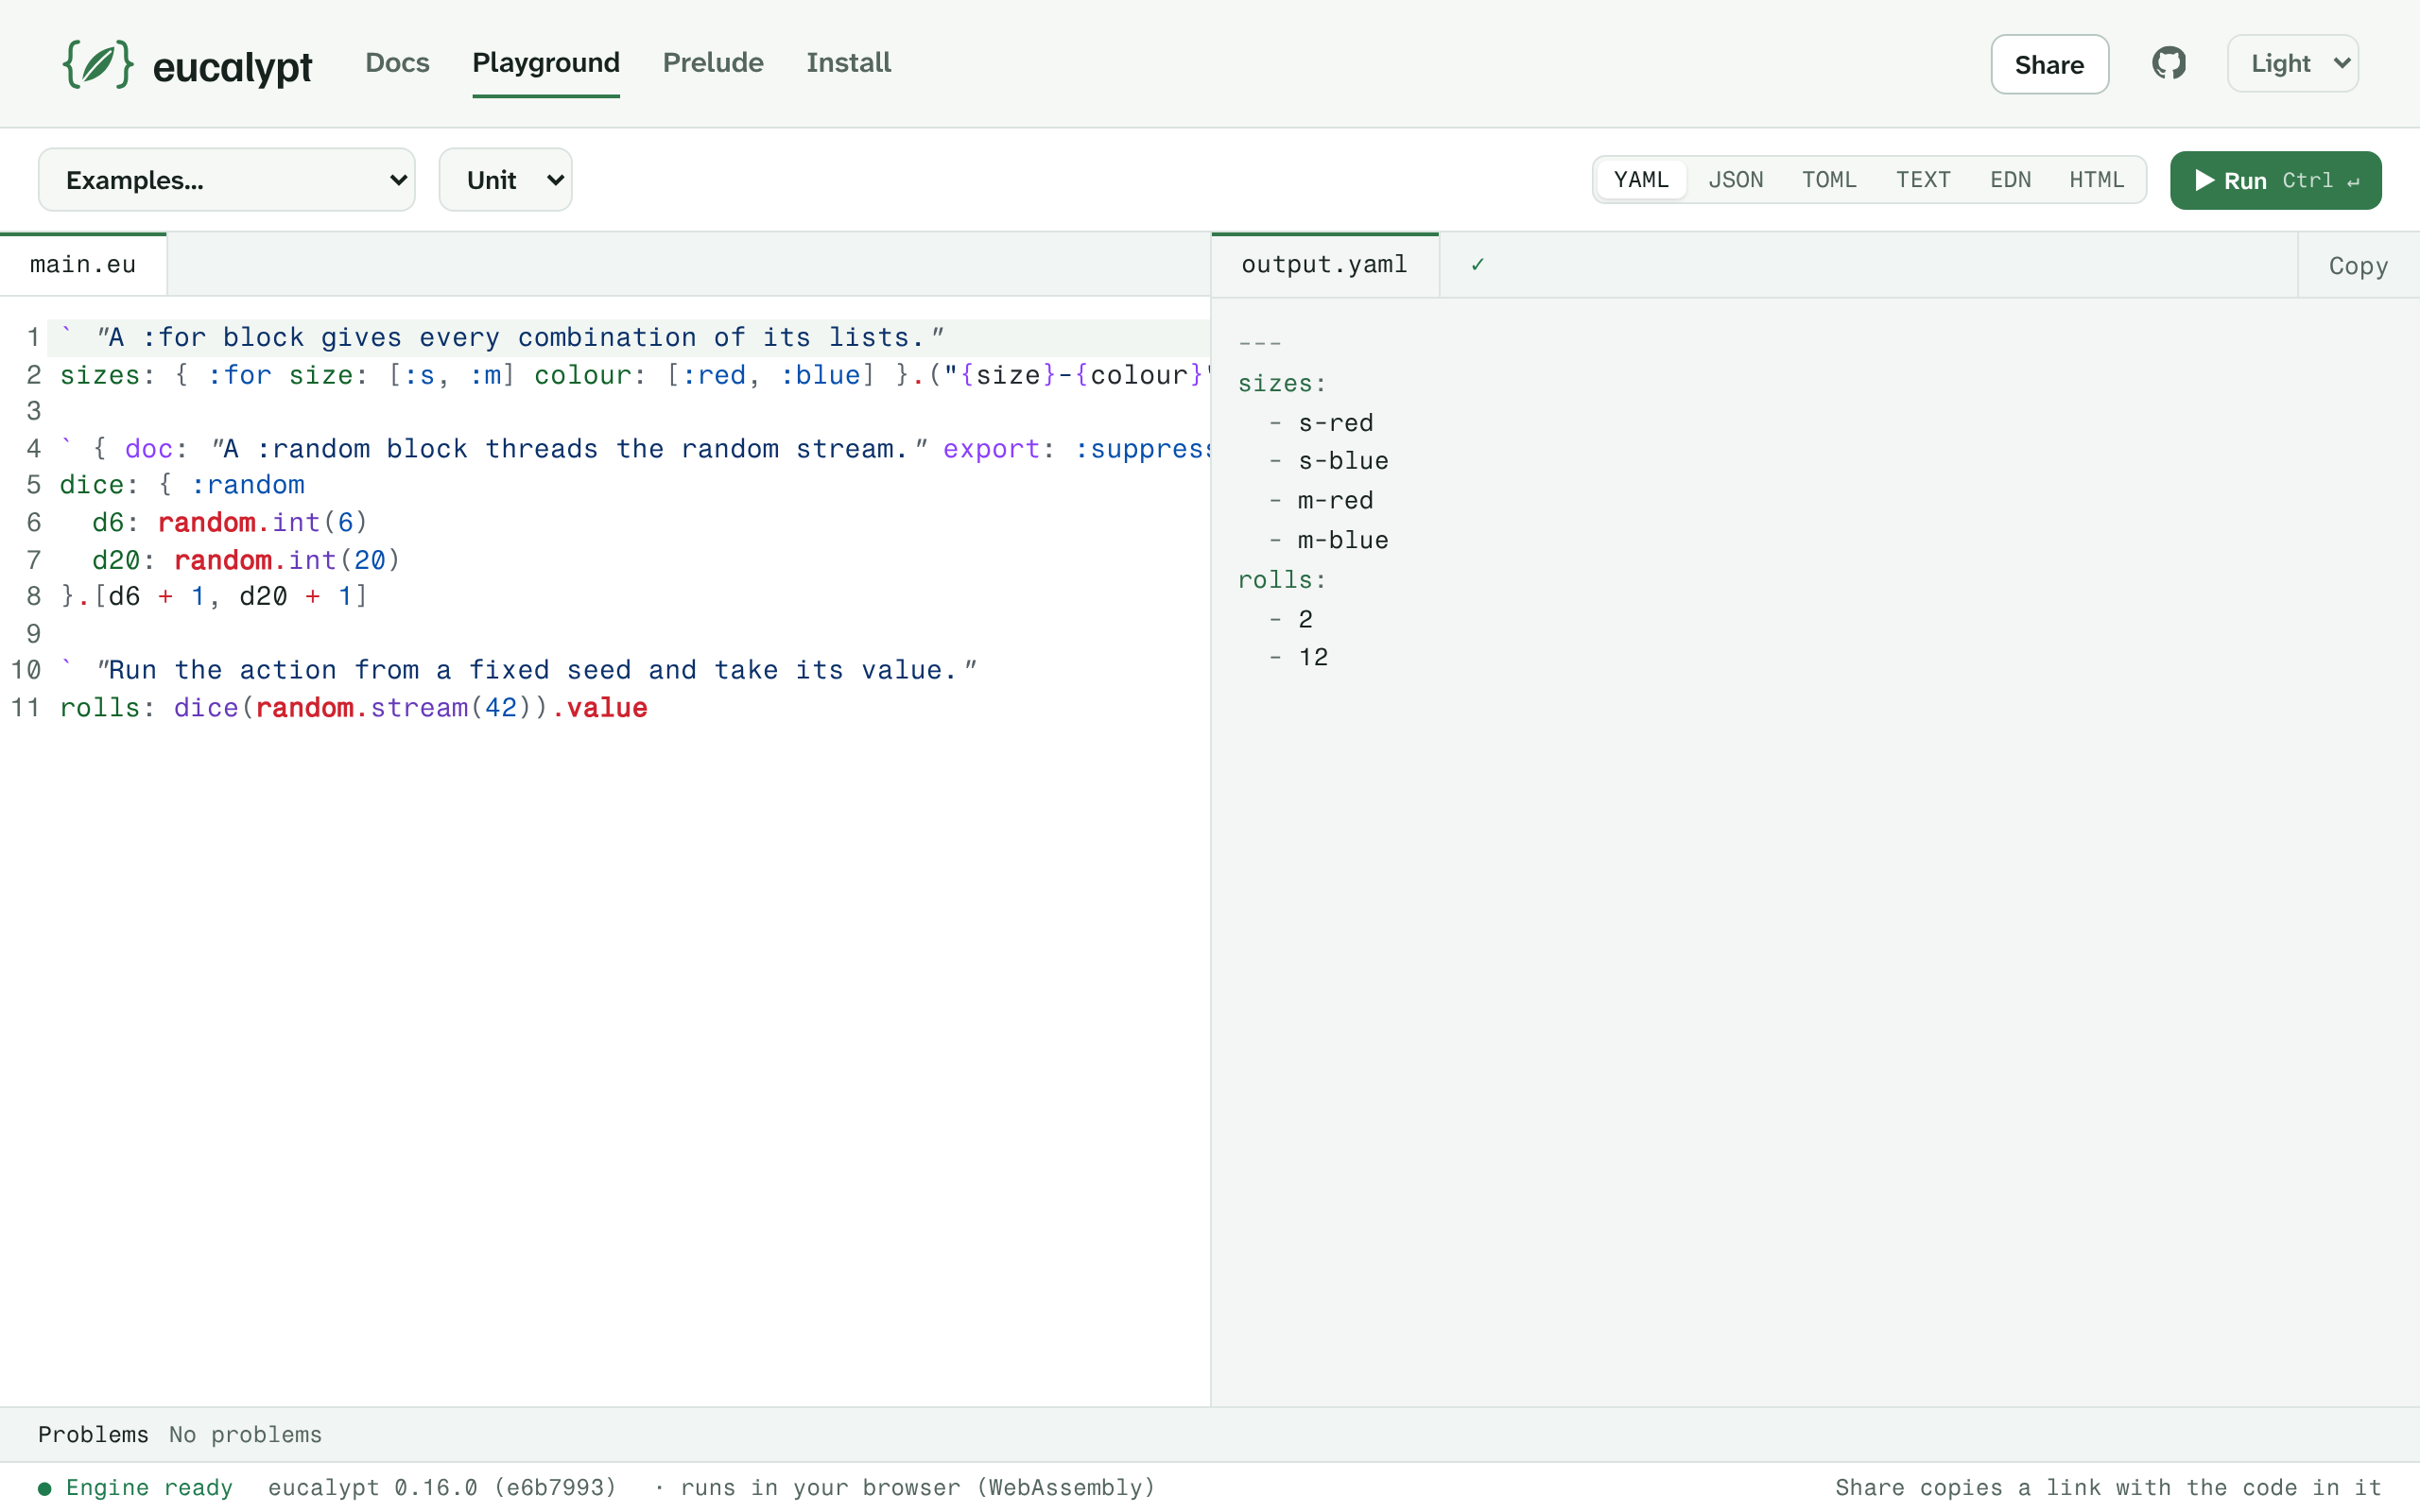 eucalypt Docs Playground Prelude Install Share Light
Examples... Unit YAML JSON TOML TEXT EDN HTML Run Ctrl ↵
main.eu output.yaml ✓ Copy
1 ` "A :for block gives every combination of its lists."
2 sizes: { :for size: [:s, :m] colour: [:red, :blue] }.("{size}-{colour}"
3
4 ` { doc: "A :random block threads the random stream." export: :suppress
5 dice: { :random
6 d6: random.int(6)
7 d20: random.int(20)
8 }.[d6 + 1, d20 + 1]
9
10 ` "Run the action from a fixed seed and take its value."
11 rolls: dice(random.stream(42)).value
---
sizes:
- s-red
- s-blue
- m-red
- m-blue
rolls:
- 2
- 12
Problems No problems
Engine ready eucalypt 0.16.0 (e6b7993) · runs in your browser (WebAssembly) Share copies a link with the code in it